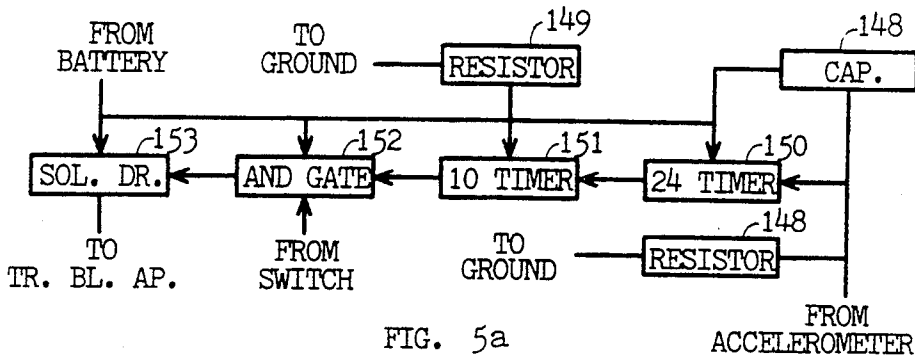 FROM
BATTERY
TO
GROUND
149
RESISTOR
148
CAP.
153
SOL. DR.
152
AND GATE
151
10 TIMER
150
24 TIMER
TO
TR. BL. AP.
FROM
SWITCH
TO
GROUND
148
RESISTOR
FROM
ACCELEROMETER
FIG. 5a